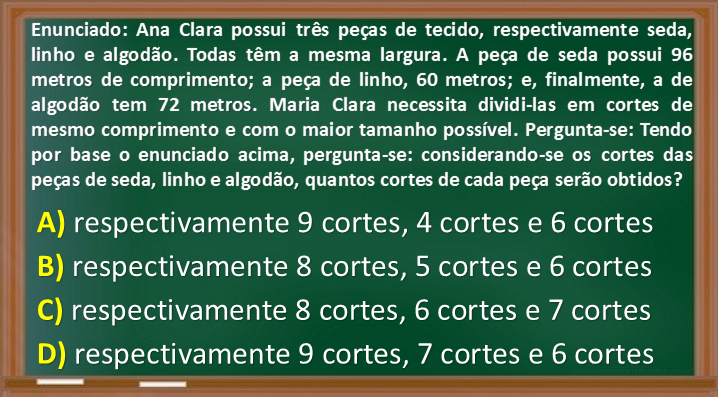 Enunciado: Ana Clara possui três peças de tecido, respectivamente seda,
linho e algodão. Todas têm a mesma largura. A peça de seda possui 96
metros de comprimento; a peça de linho, 60 metros; e, finalmente, a de
algodão tem 72 metros. Maria Clara necessita dividi-las em cortes de
mesmo comprimento e com o maior tamanho possível. Pergunta-se: Tendo
por base o enunciado acima, pergunta-se: considerando-se os cortes das
peças de seda, linho e algodão, quantos cortes de cada peça serão obtidos?
A) respectivamente 9 cortes, 4 cortes e 6 cortes
B) respectivamente 8 cortes, 5 cortes e 6 cortes
C) respectivamente 8 cortes, 6 cortes e 7 cortes
D) respectivamente 9 cortes, 7 cortes e 6 cortes